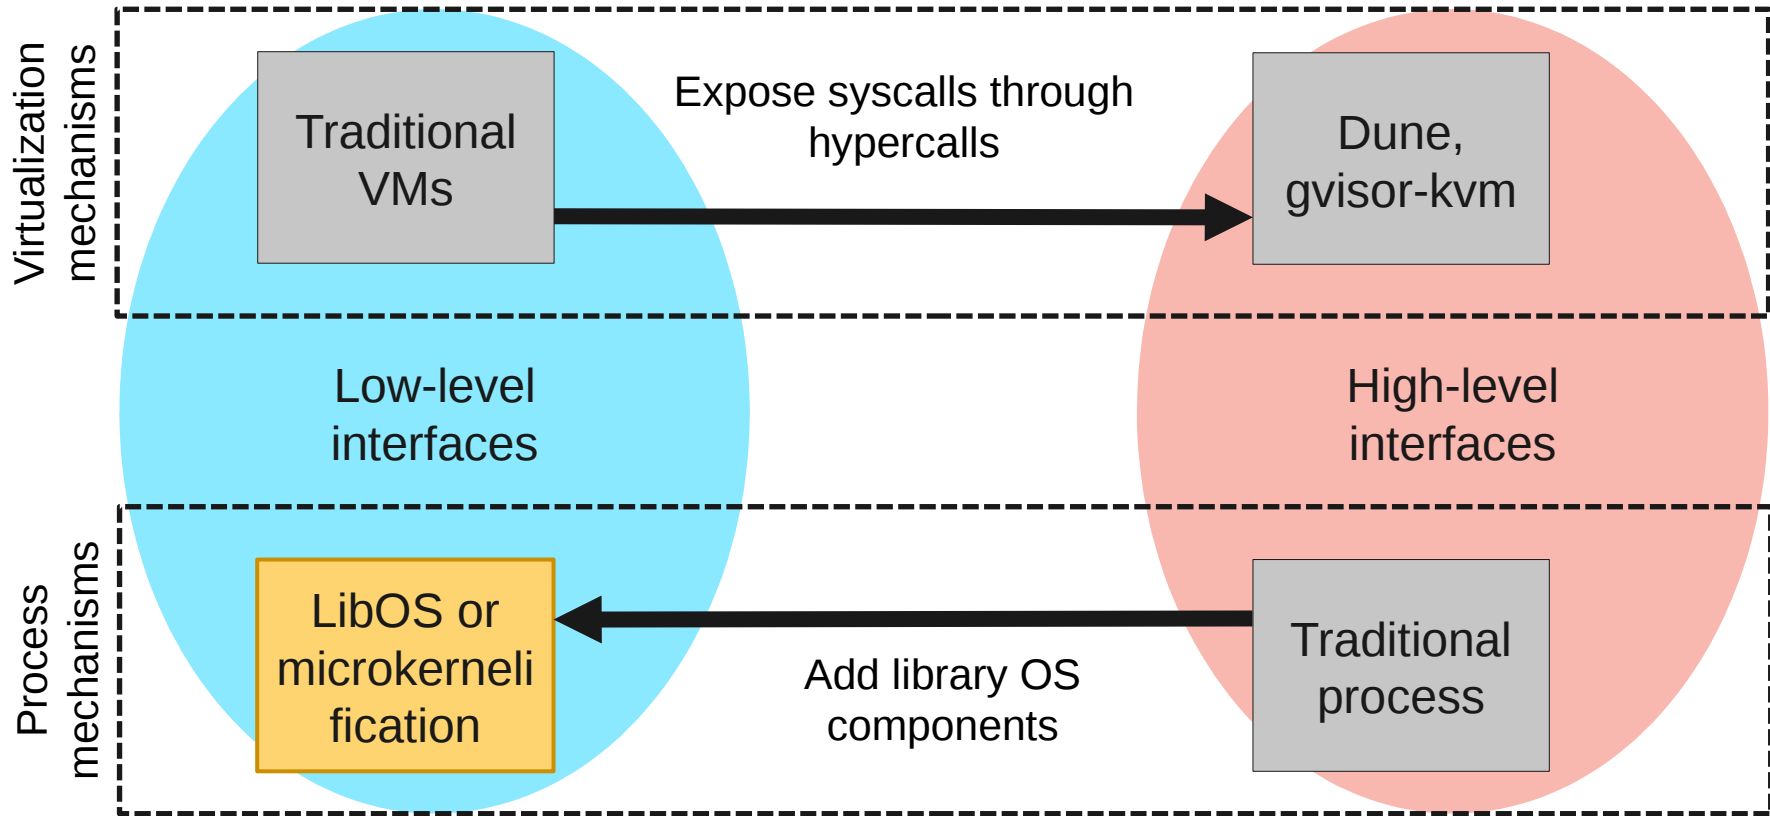 Virtualization
mechanisms
Traditional
VMs
Expose syscalls through
hypercalls
Dune,
gvisor-kvm
Low-level
interfaces
High-level
interfaces
Process
mechanisms
LibOS or
microkerneli
fication
Add library OS
components
Traditional
process